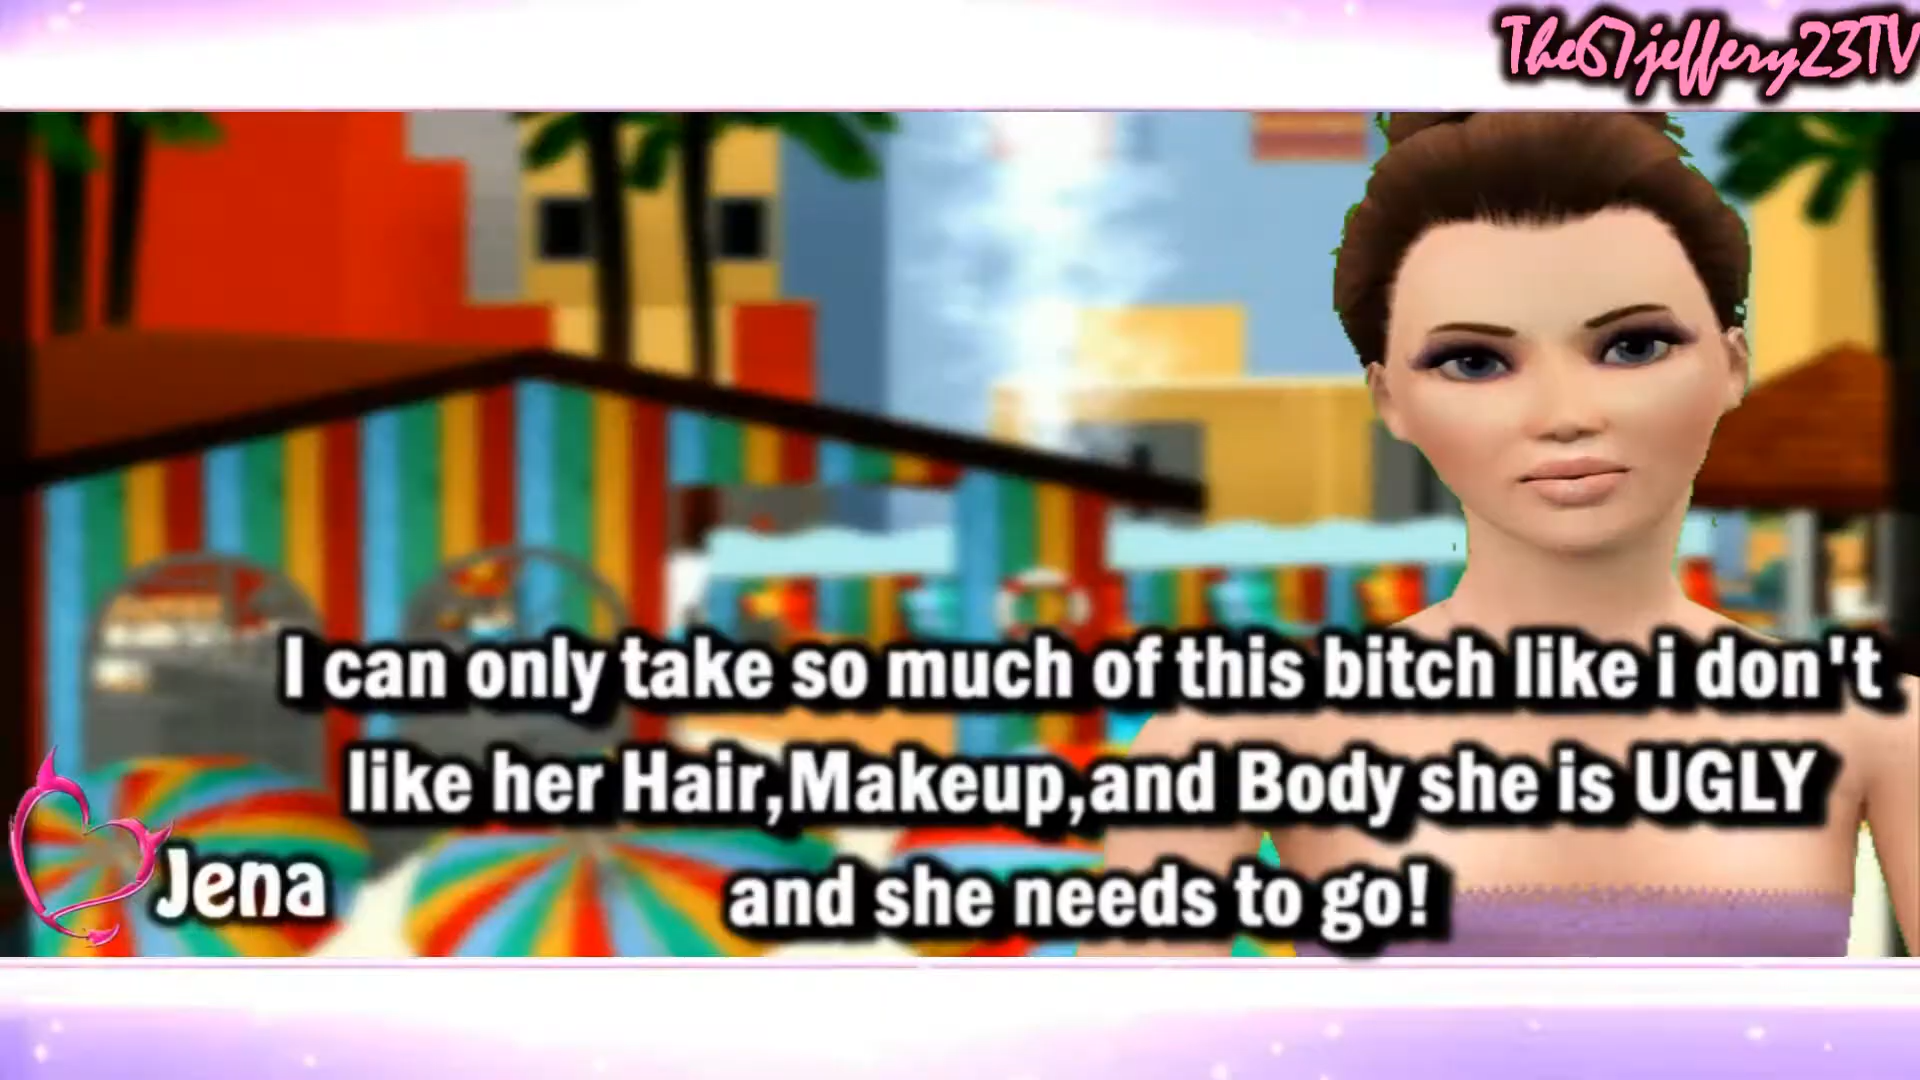 The67jeffery23TV
I can only take so much of this bitch like i don't
like her Hair,Makeup,and Body she is UGLY
and she needs to go!
Jena